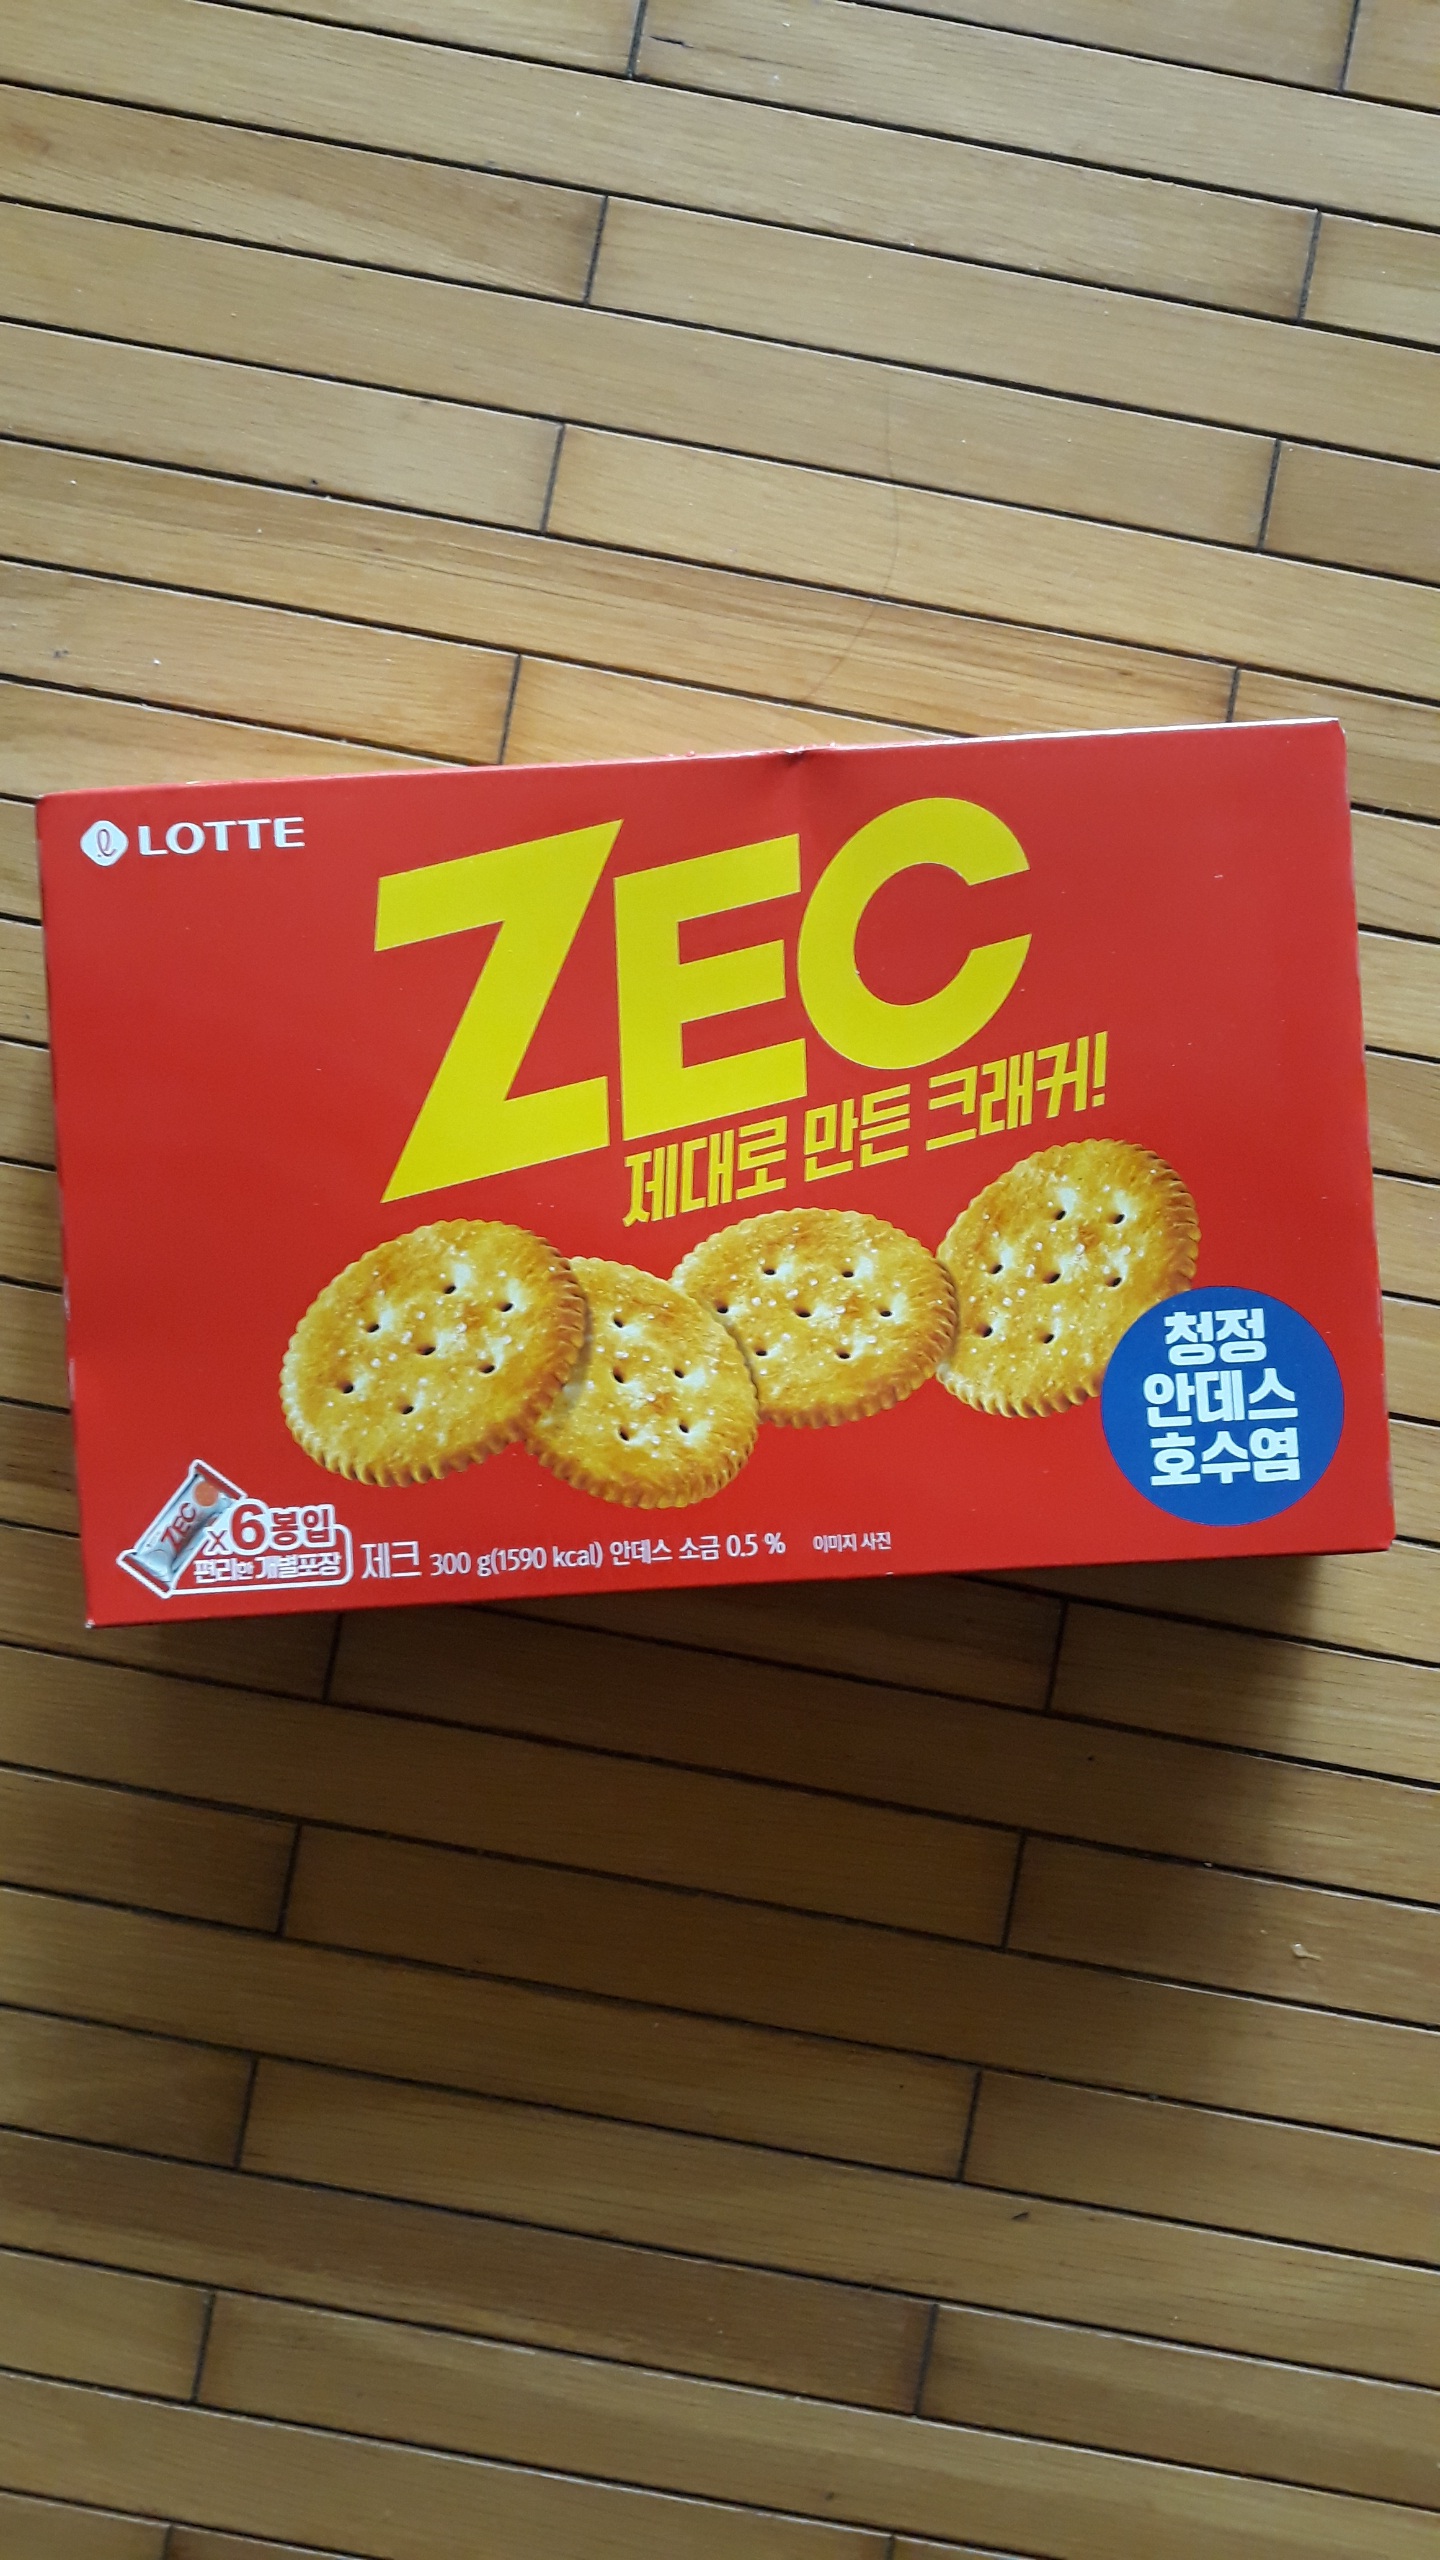 LOTTE
ZEC
제대로 만든 크래커!
청정
안데스
호수염
ZEC
x6봉입
편리한 개별포장
제크 300 g(1590 kcal) 안데스 소금 0.5 % 이미지 사진